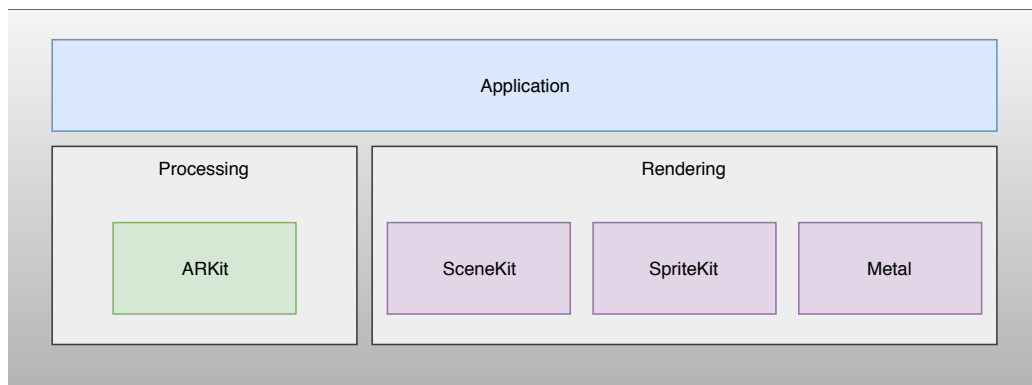 Application
Processing
Rendering
ARKit
SceneKit
SpriteKit
Metal